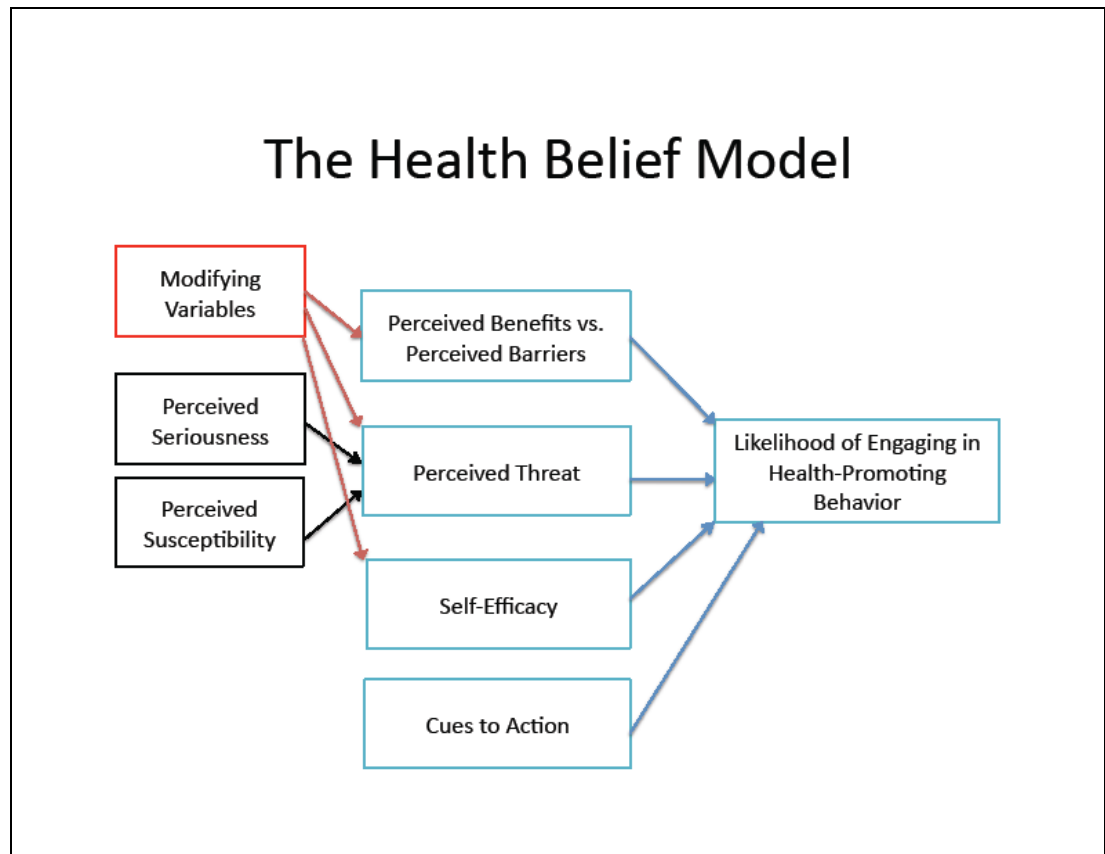 The Health Belief Model
Modifying
Variables
Perceived
Seriousness
Perceived
Susceptibility
Perceived Benefits vs.
Perceived Barriers
Perceived Threat
Self-Efficacy
Cues to Action
Likelihood of Engaging in
Health-Promoting
Behavior